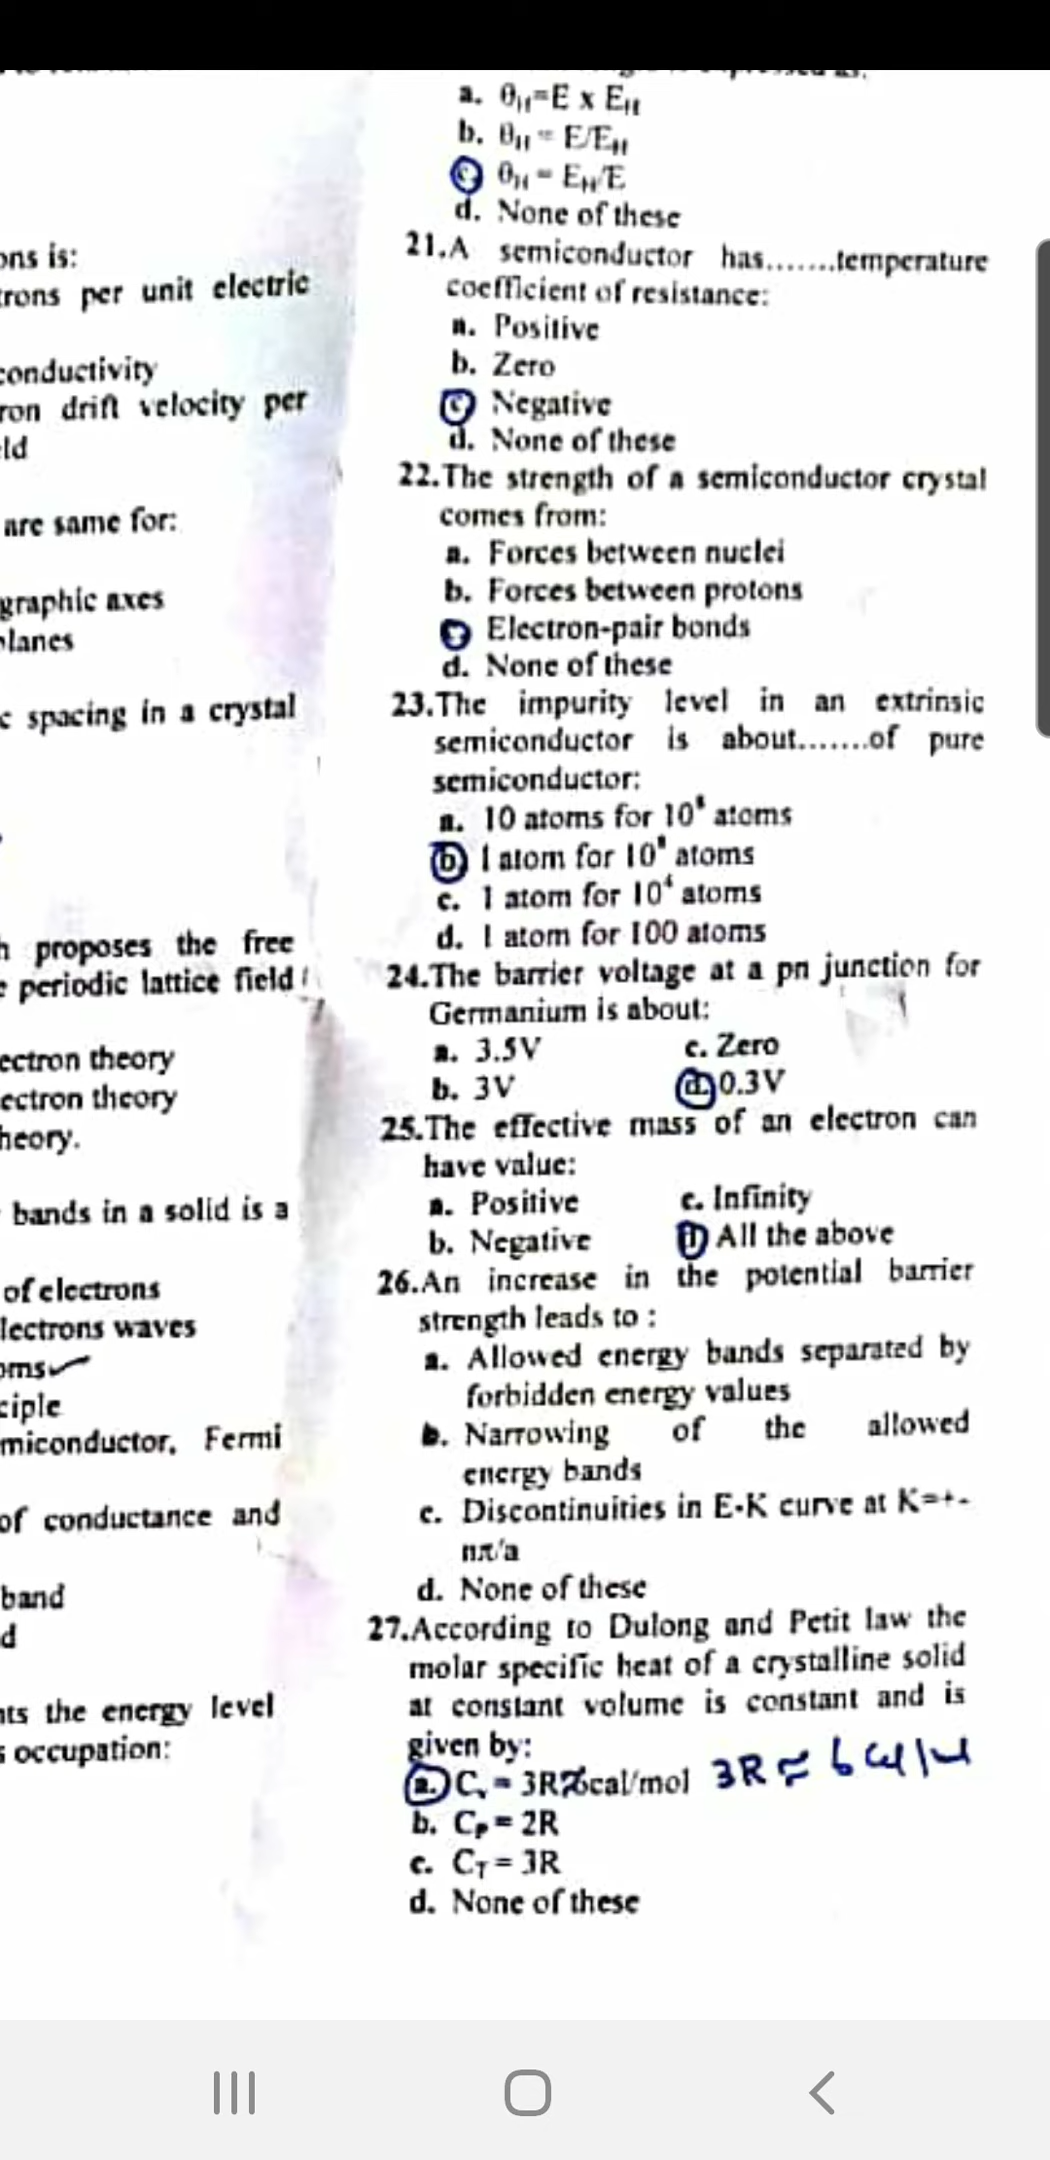 ons is:
trons per unit electric
conductivity
ron drift velocity per
eld
are same for:
graphic axes
planes
c spacing in a crystal
h proposes the free
e periodic lattice field
ectron theory
ectron theory
heory.
bands in a solid is a
of electrons
lectrons waves
oms
ciple
miconductor, Fermi
of conductance and
band
d
nts the energy level
s occupation:
a. θH=E x EH
b. θH = E/EH
c θH = EH/E
d. None of these
21.A semiconductor has.......temperature
coefficient of resistance:
a. Positive
b. Zero
c Negative
d. None of these
22.The strength of a semiconductor crystal
comes from:
a. Forces between nuclei
b. Forces between protons
Electron-pair bonds
d. None of these
23.The impurity level in an extrinsic
semiconductor is about.......of pure
semiconductor:
a. 10 atoms for 10⁸ atoms
b 1 atom for 10⁸ atoms
c. 1 atom for 10⁴ atoms
d. 1 atom for 100 atoms
24.The barrier voltage at a pn junction for
Germanium is about:
a. 3.5V c. Zero
b. 3V d. 0.3V
25.The effective mass of an electron can
have value:
a. Positive c. Infinity
b. Negative d All the above
26.An increase in the potential barrier
strength leads to :
a. Allowed energy bands separated by
forbidden energy values
b. Narrowing of the allowed
energy bands
c. Discontinuities in E-K curve at K=+-
nπ/a
d. None of these
27.According to Dulong and Petit law the
molar specific heat of a crystalline solid
at constant volume is constant and is
given by:
a. Cv = 3R cal/mol 3R ≈ 6
b. CP = 2R
c. CT = 3R
d. None of these